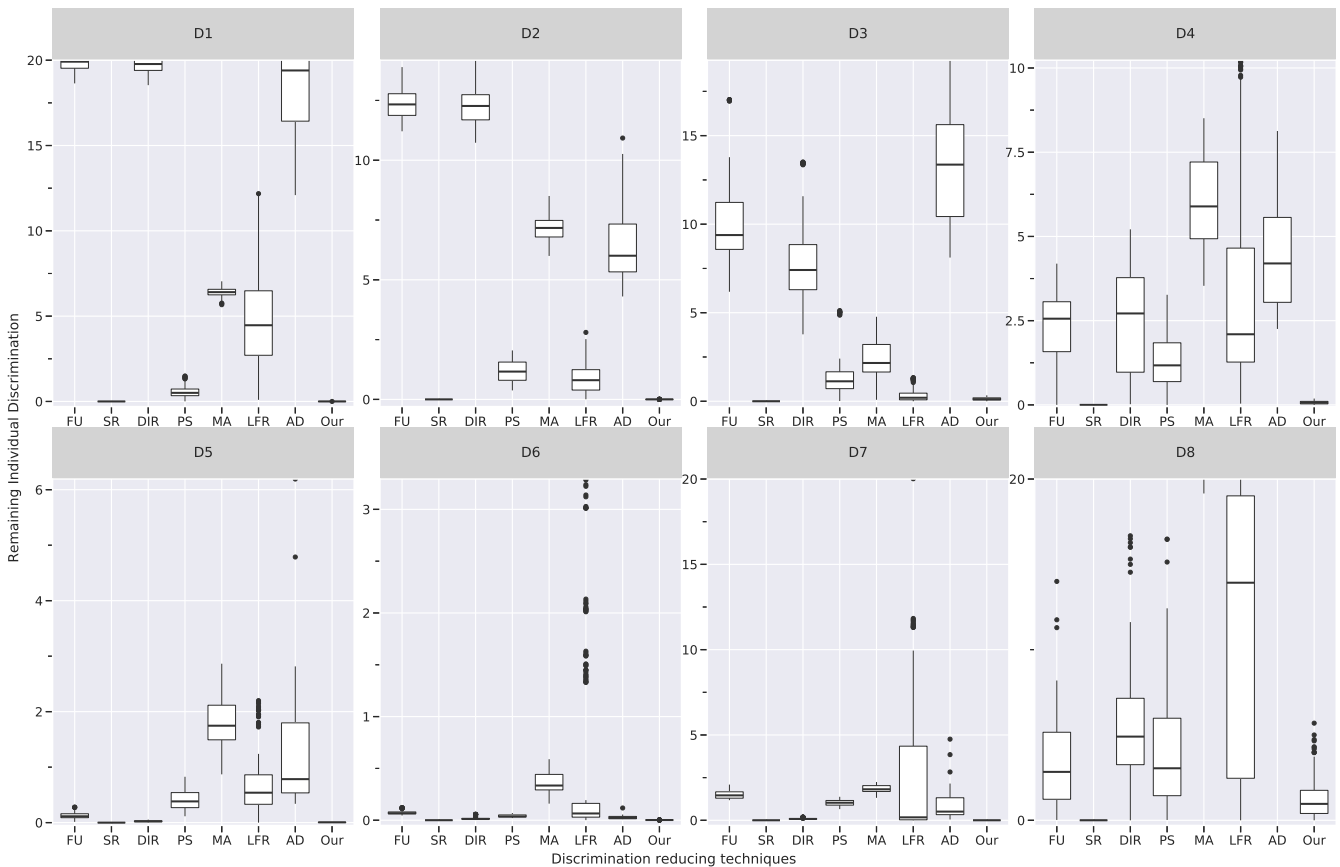 Remaining Individual Discrimination
D1
20
15
10
5
0
FU SR DIR PS MA LFR AD Our
D2
10
5
0
FU SR DIR PS MA LFR AD Our
D3
15
10
5
0
FU SR DIR PS MA LFR AD Our
D4
10
7.5
5
2.5
0
FU SR DIR PS MA LFR AD Our
D5
6
4
2
0
FU SR DIR PS MA LFR AD Our
D6
3
2
1
0
FU SR DIR PS MA LFR AD Our
D7
20
15
10
5
0
FU SR DIR PS MA LFR AD Our
D8
20
0
FU SR DIR PS MA LFR AD Our
Discrimination reducing techniques